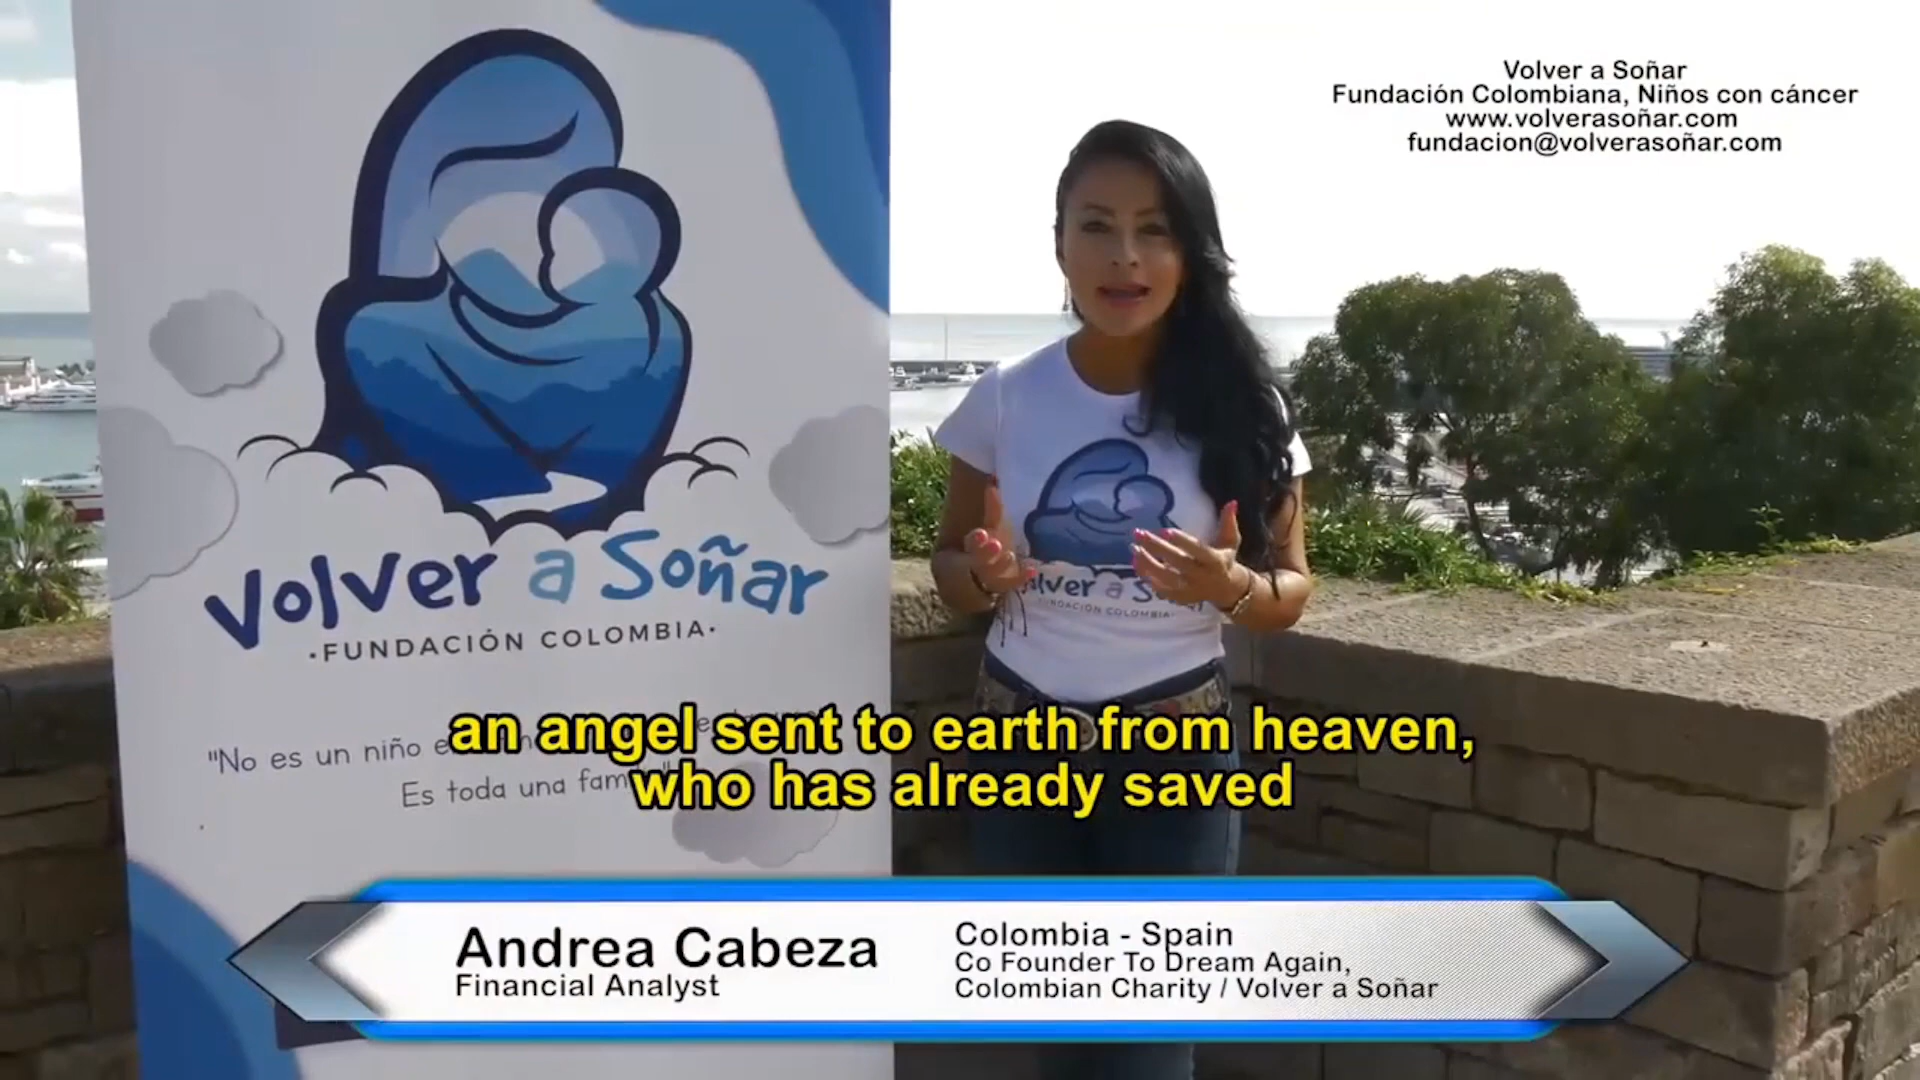 Volver a Soñar
Fundación Colombiana, Niños con cáncer
www.volverasoñar.com
fundacion@volverasoñar.com
Volver a Soñar
·FUNDACIÓN COLOMBIA·
"No es un niño
Es toda una
lver a S
FUNDACIÓN COLOMBIA
an angel sent to earth from heaven,
who has already saved
Andrea Cabeza
Financial Analyst
Colombia - Spain
Co Founder To Dream Again,
Colombian Charity / Volver a Soñar